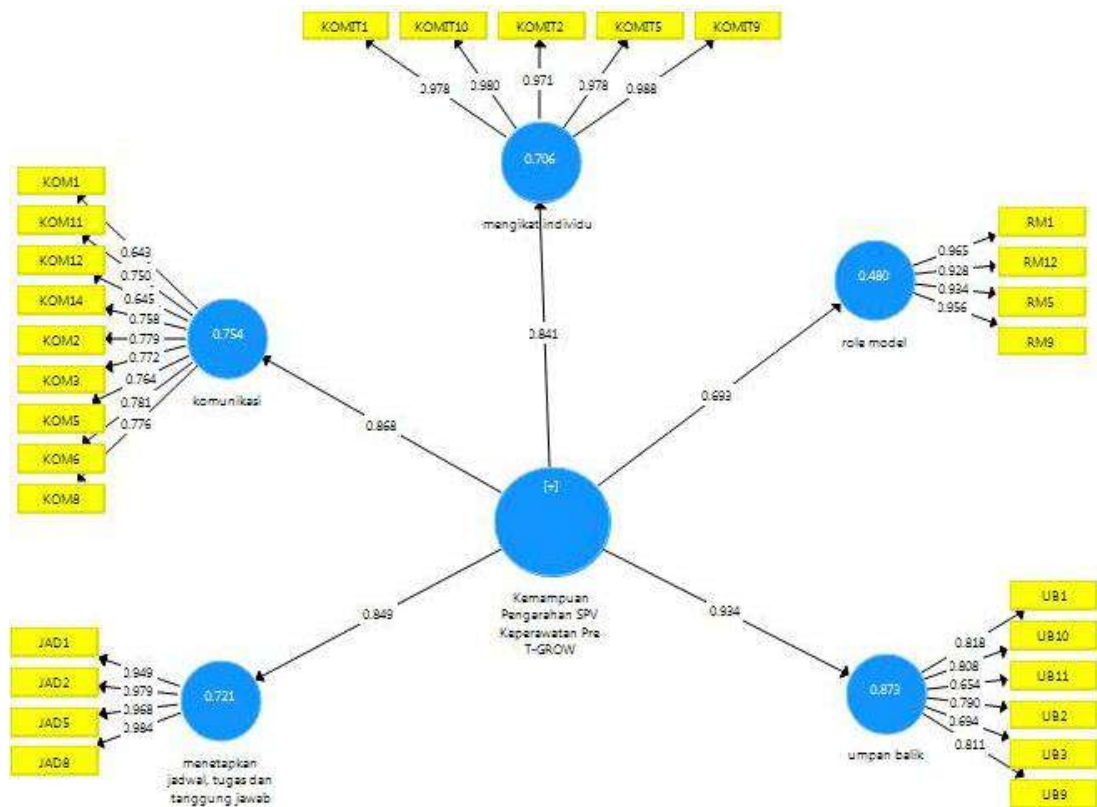 KOMIT1 KOMIT10 KOMIT2 KOMIT5 KOMIT9
0.978 0.980 0.971 0.978 0.988
0.706
mengikat individu
KOM1
KOM11
KOM12
KOM14
KOM2
KOM3
KOM5
KOM6
KOM8
0.643
0.750
0.645
0.758
0.779
0.772
0.764
0.781
0.776
0.754
komunikasi
RM1
RM12
RM5
RM9
0.965
0.928
0.934
0.956
0.480
role model
0.841
0.693
0.868
[+]
Kemampuan
Pengarahan SPV
Keperawatan Pre
T-GROW
0.849
0.934
JAD1
JAD2
JAD5
JAD8
0.949
0.979
0.968
0.984
0.721
menetapkan
jadwal, tugas dan
tanggung jawab
UB1
UB10
UB11
UB2
UB3
UB9
0.818
0.808
0.654
0.790
0.694
0.811
0.873
umpan balik